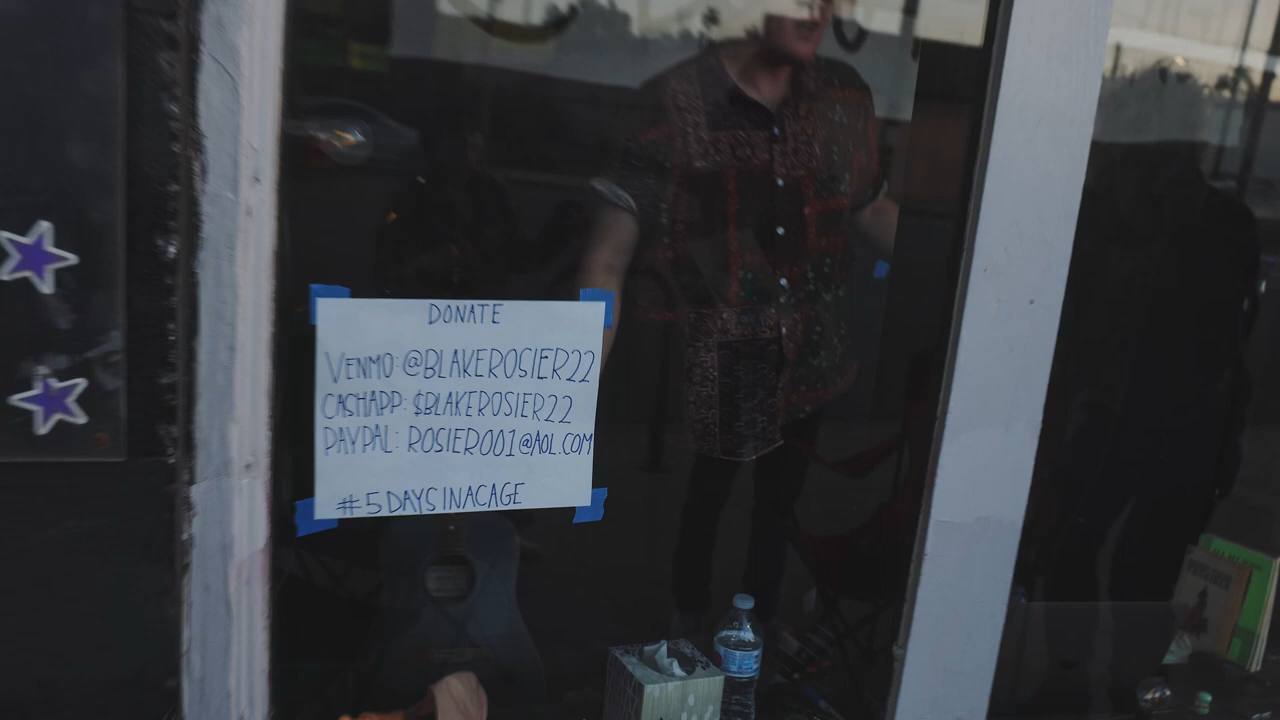 DONATE
VENMO: @BLAKEROSIER22
CASHAPP: $BLAKEROSIER22
PAYPAL: ROSIER001@AOL.COM
#5DAYSINACAGE